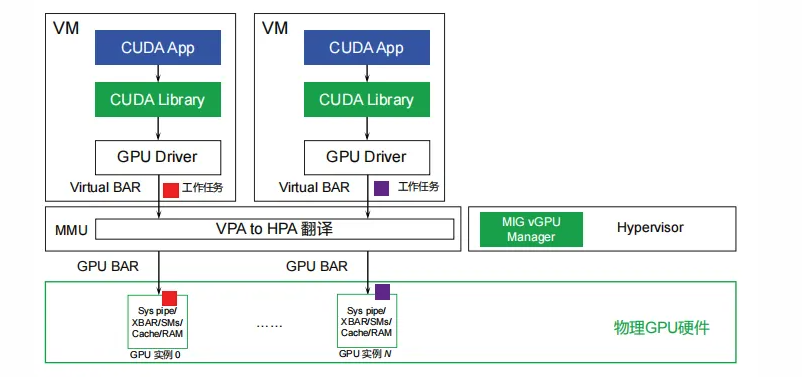 VM
VM
CUDA App
CUDA App
CUDA Library
CUDA Library
GPU Driver
GPU Driver
Virtual BAR
工作任务
Virtual BAR
工作任务
MMU
VPA to HPA 翻译
MIG vGPU
Manager
Hypervisor
GPU BAR
GPU BAR
Sys pipe/
XBAR/SMs/
Cache/RAM
GPU 实例 0
……
Sys pipe/
XBAR/SMs/
Cache/RAM
GPU 实例 N
物理GPU硬件